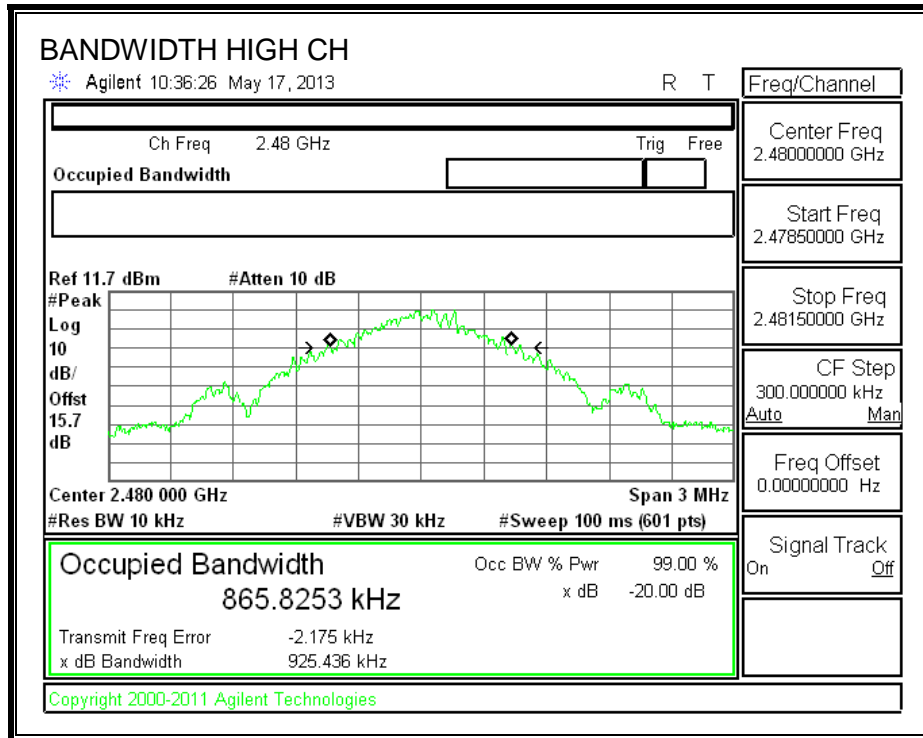 BANDWIDTH HIGH CH
Agilent 10:36:26 May 17, 2013 R T
Freq/Channel
Ch Freq 2.48 GHz Trig Free
Occupied Bandwidth
Center Freq
2.48000000 GHz
Start Freq
2.47850000 GHz
Stop Freq
2.48150000 GHz
CF Step
300.000000 kHz
Auto Man
Freq Offset
0.00000000 Hz
Signal Track
On Off
Ref 11.7 dBm #Atten 10 dB
#Peak
Log
10
dB/
Offst
15.7
dB
Center 2.480 000 GHz Span 3 MHz
#Res BW 10 kHz #VBW 30 kHz #Sweep 100 ms (601 pts)
Occupied Bandwidth Occ BW % Pwr 99.00 %
865.8253 kHz x dB -20.00 dB
Transmit Freq Error -2.175 kHz
x dB Bandwidth 925.436 kHz
Copyright 2000-2011 Agilent Technologies